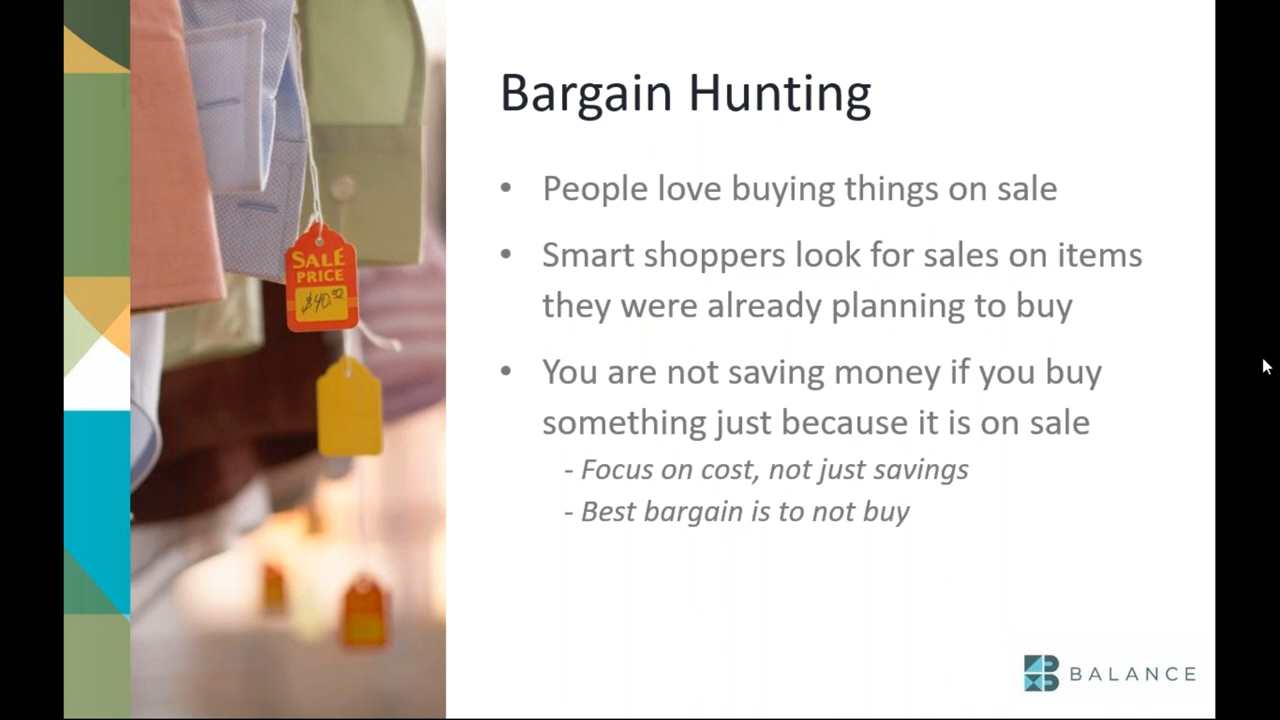 Bargain Hunting
• People love buying things on sale
• Smart shoppers look for sales on items
they were already planning to buy
• You are not saving money if you buy
something just because it is on sale
- Focus on cost, not just savings
- Best bargain is to not buy
SALE
PRICE
BALANCE